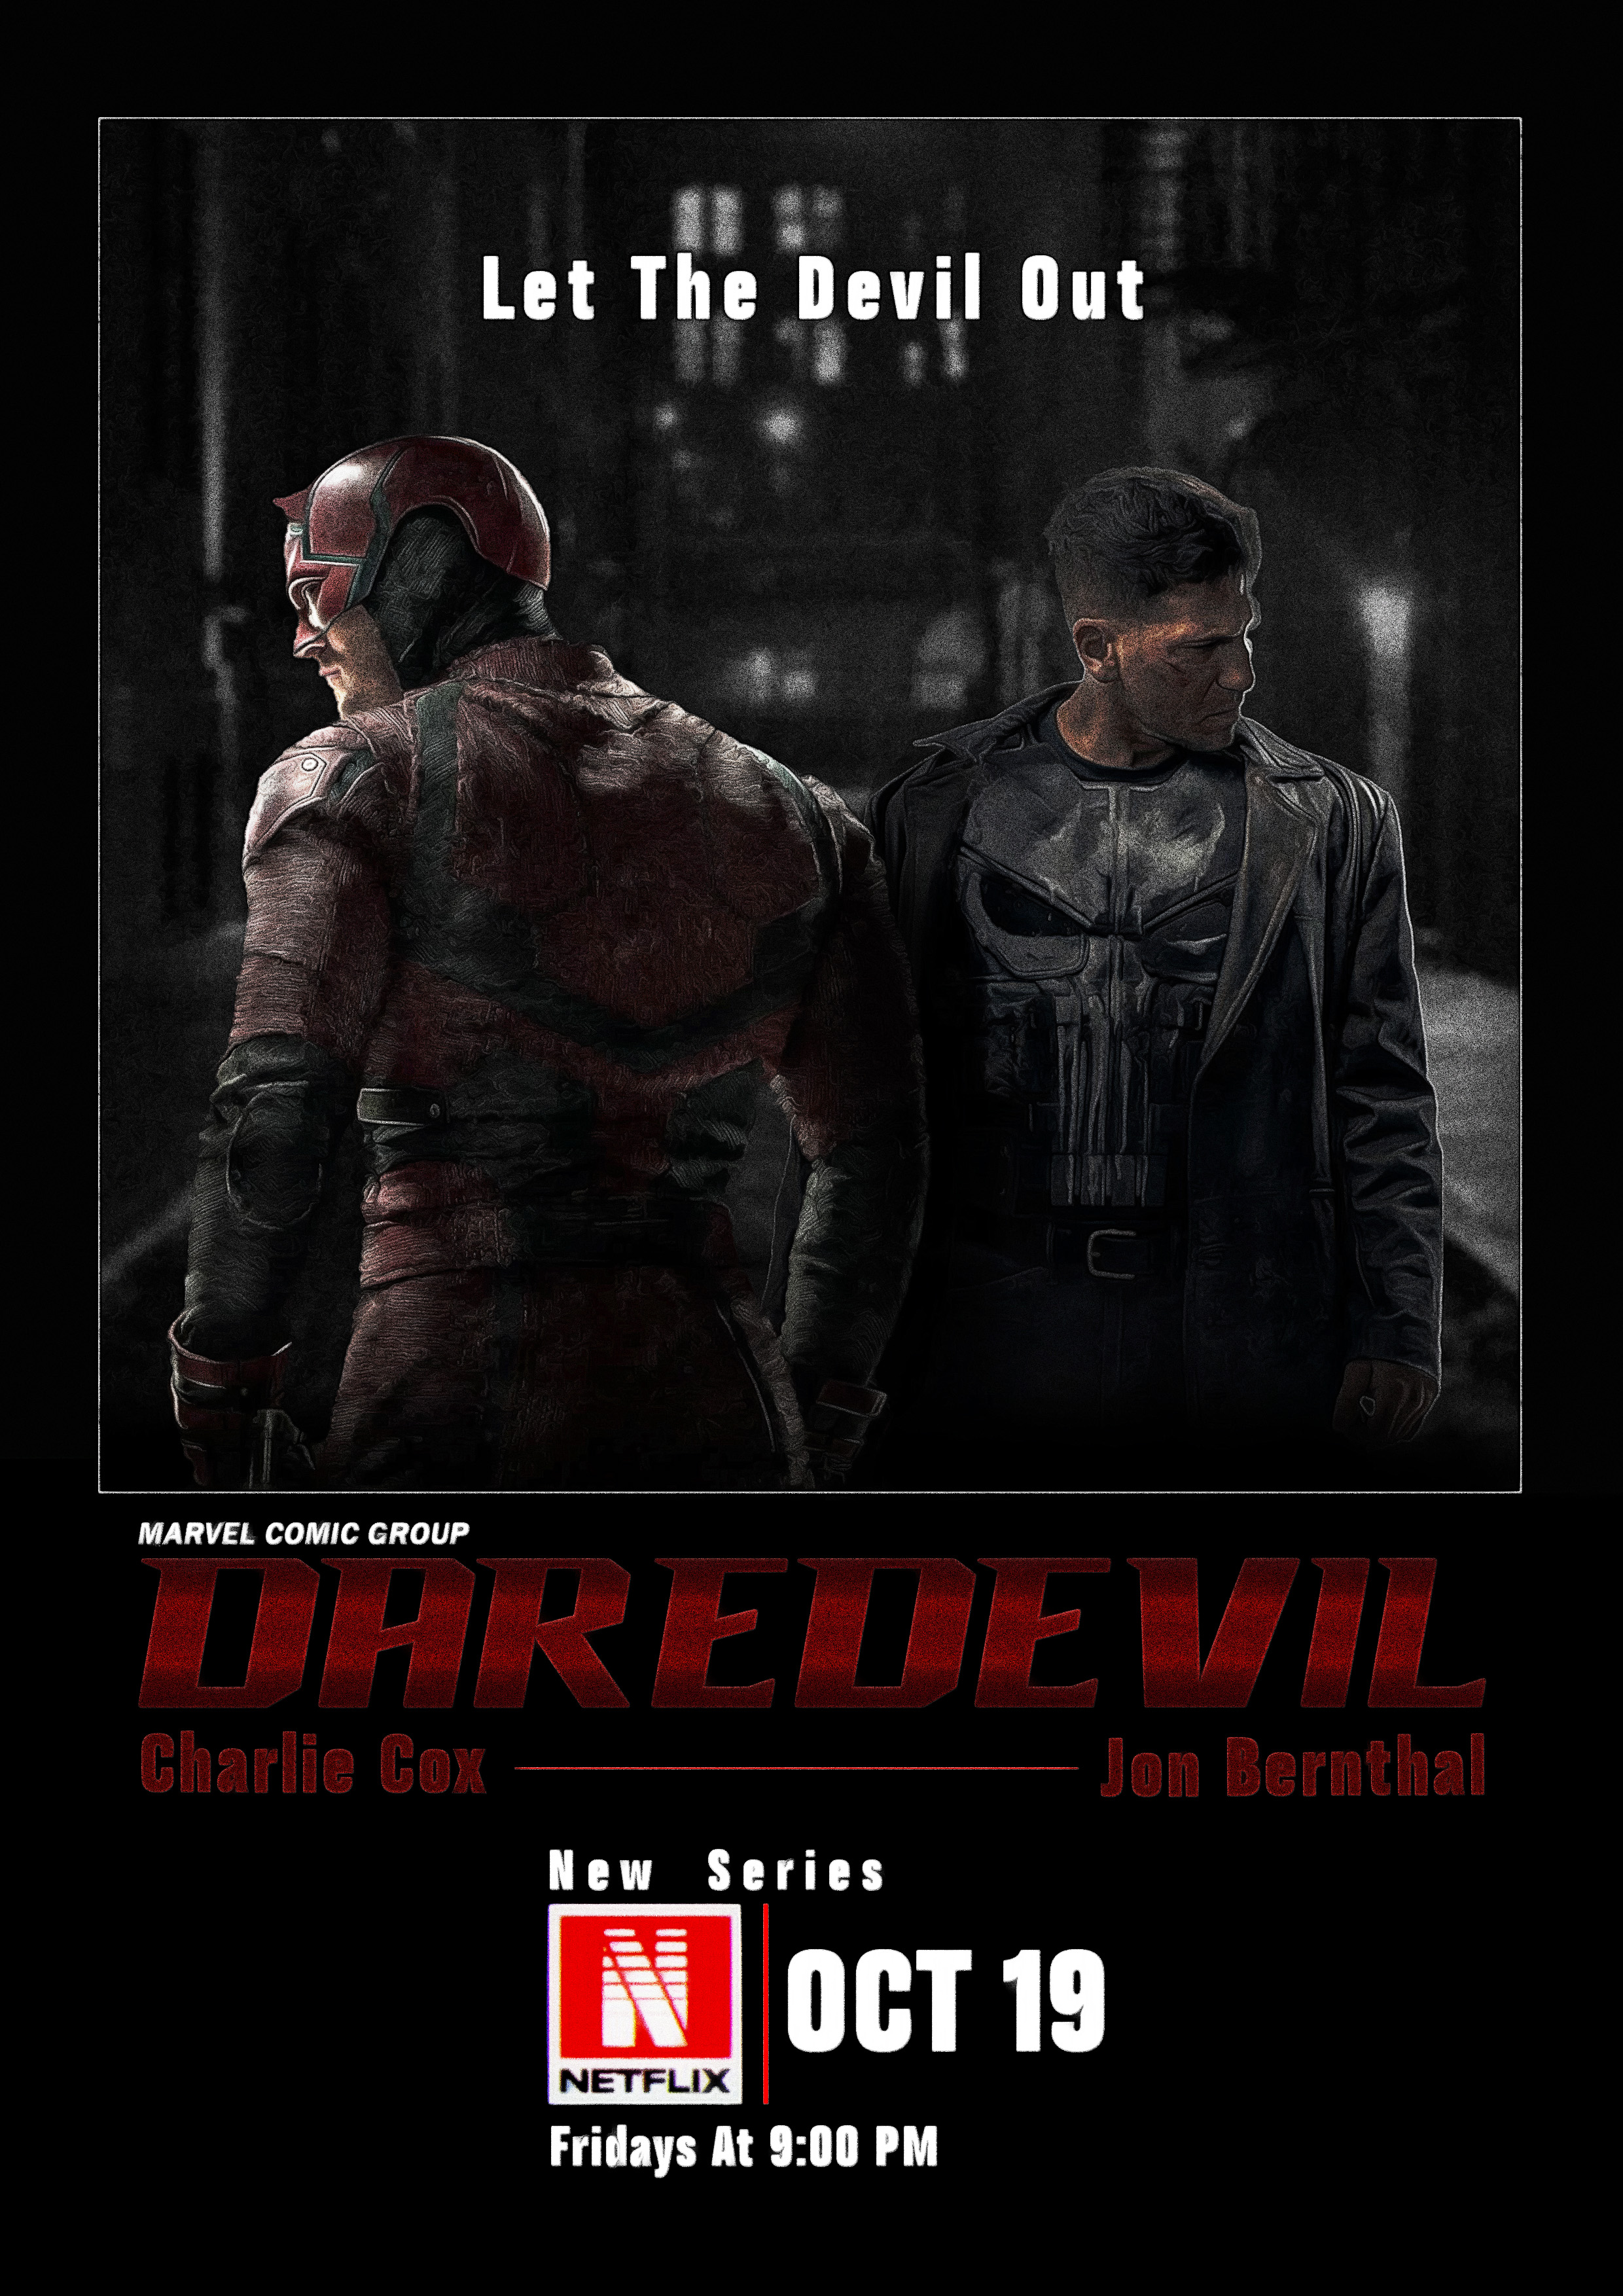 Let The Devil Out
MARVEL COMIC GROUP
DAREDEVIL
Charlie Cox
Jon Bernthal
New Series
N
NETFLIX
OCT 19
Fridays At 9:00 PM